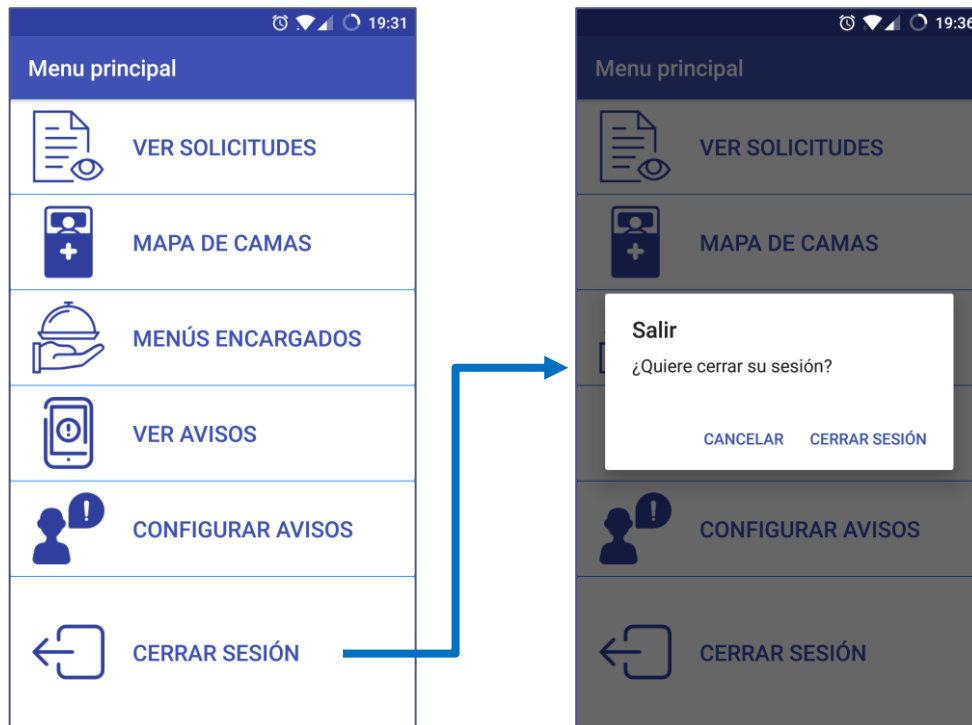 19:31
Menu principal
VER SOLICITUDES
MAPA DE CAMAS
MENÚS ENCARGADOS
VER AVISOS
CONFIGURAR AVISOS
CERRAR SESIÓN
19:36
Menu principal
VER SOLICITUDES
MAPA DE CAMAS
Salir
¿Quiere cerrar su sesión?
CANCELAR CERRAR SESIÓN
CONFIGURAR AVISOS
CERRAR SESIÓN